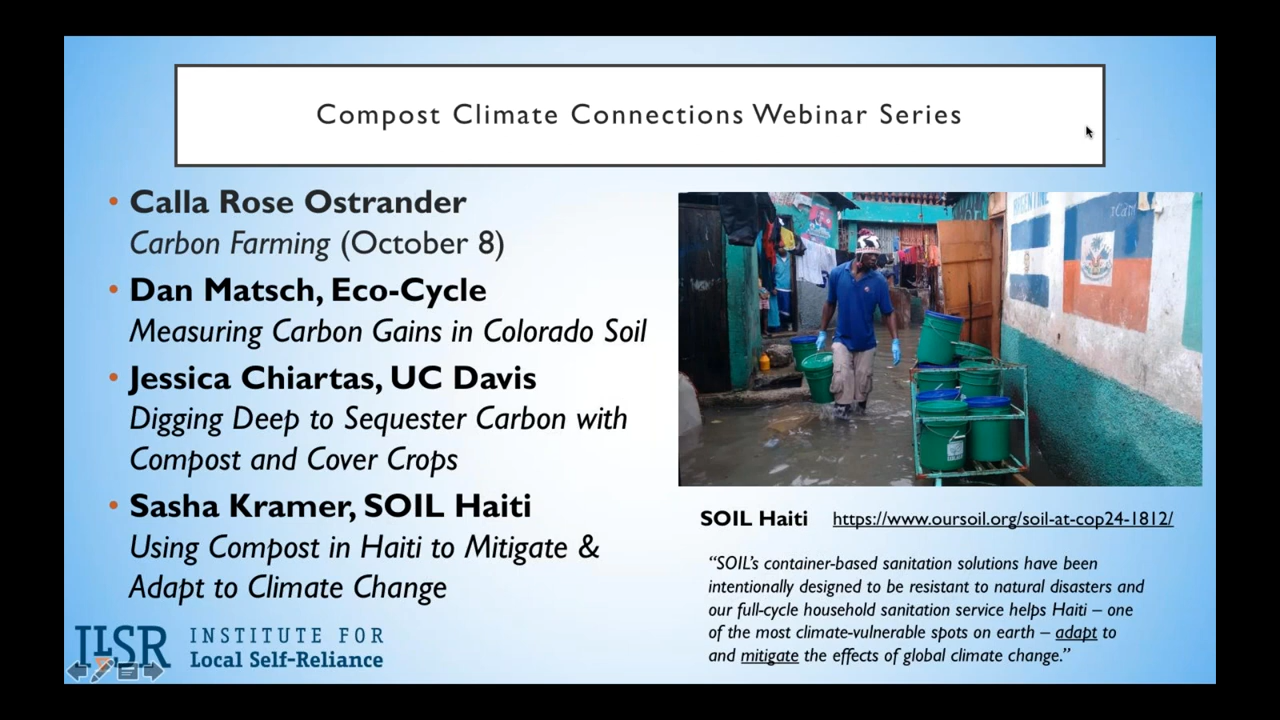 Compost Climate Connections Webinar Series
• Calla Rose Ostrander
Carbon Farming (October 8)
• Dan Matsch, Eco-Cycle
Measuring Carbon Gains in Colorado Soil
• Jessica Chiartas, UC Davis
Digging Deep to Sequester Carbon with
Compost and Cover Crops
• Sasha Kramer, SOIL Haiti
Using Compost in Haiti to Mitigate &
Adapt to Climate Change
SOIL Haiti https://www.oursoil.org/soil-at-cop24-1812/
“SOIL’s container-based sanitation solutions have been
intentionally designed to be resistant to natural disasters and
our full-cycle household sanitation service helps Haiti – one
of the most climate-vulnerable spots on earth – adapt to
and mitigate the effects of global climate change.”
ILSR
INSTITUTE FOR
Local Self-Reliance